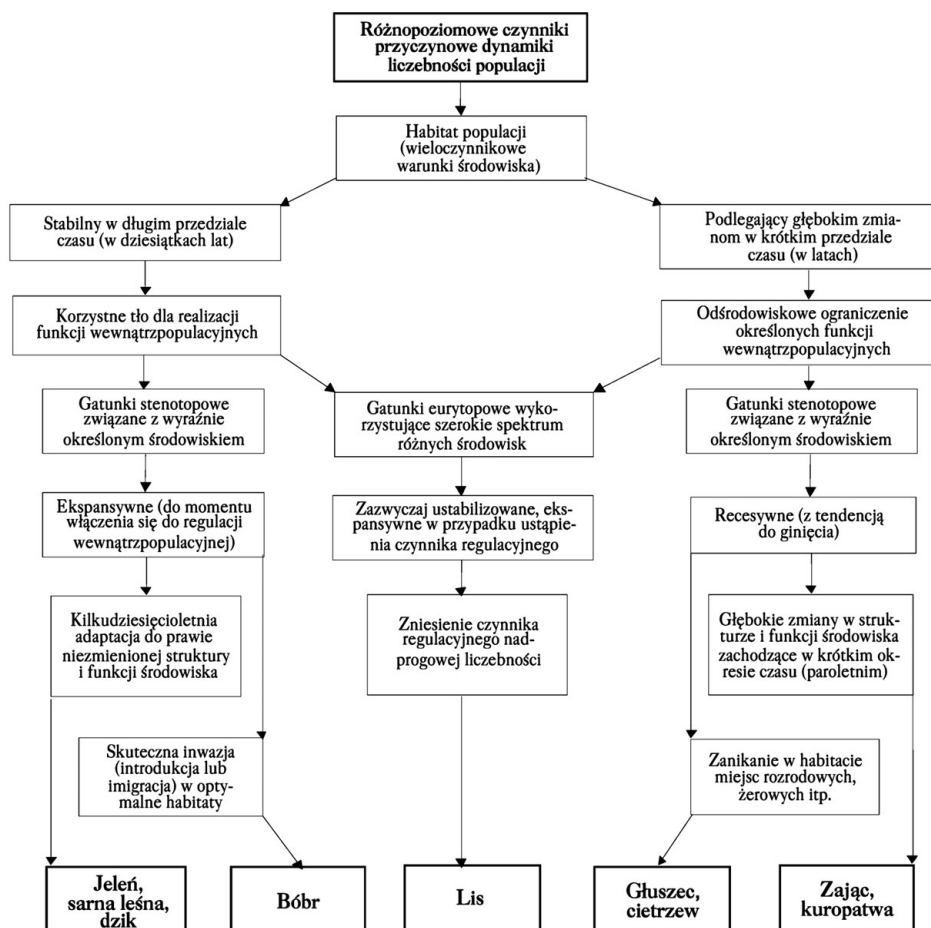 Różnopoziomowe czynniki
przyczynowe dynamiki
liczebności populacji
Habitat populacji
(wieloczynnikowe
warunki środowiska)
Stabilny w długim przedziale
czasu (w dziesiątkach lat)
Podlegający głębokim zmia-
nom w krótkim przedziale
czasu (w latach)
Korzystne tło dla realizacji
funkcji wewnątrzpopulacyjnych
Odśrodowiskowe ograniczenie
określonych funkcji
wewnątrzpopulacyjnych
Gatunki stenotopowe
związane z wyraźnie
określonym środowiskiem
Gatunki eurytopowe wyko-
rzystujące szerokie spektrum
różnych środowisk
Gatunki stenotopowe
związane z wyraźnie
określonym środowiskiem
Ekspansywne (do momentu
włączenia się do regulacji
wewnątrzpopulacyjnej)
Zazwyczaj ustabilizowane, eks-
pansywne w przypadku ustąpie-
nia czynnika regulacyjnego
Recesywne (z tendencją
do ginięcia)
Kilkudziesięcioletnia
adaptacja do prawie
niezmienionej struktury
i funkcji środowiska
Zniesienie czynnika
regulacyjnego nad-
progowej liczebności
Głębokie zmiany w struk-
turze i funkcji środowiska
zachodzące w krótkim ok-
resie czasu (paroletnim)
Skuteczna inwazja
(introdukcja lub
imigracja) w opty-
malne habitaty
Zanikanie w habitacie
miejsc rozrodowych,
żerowych itp.
Jeleń,
sarna leśna,
dzik
Bóbr
Lis
Głuszec,
cietrzew
Zając,
kuropatwa